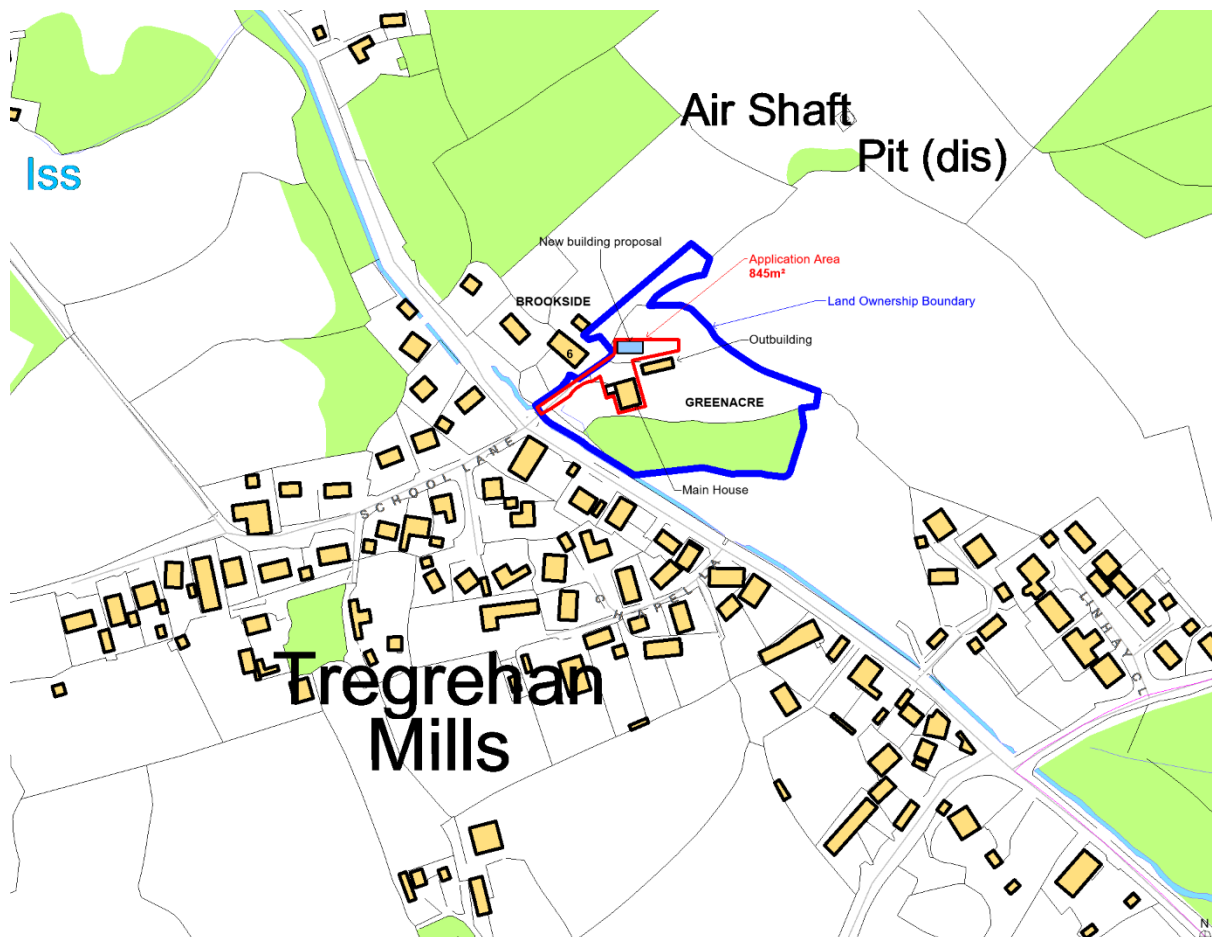 Air Shaft
Pit (dis)
Iss
New building proposal
Application Area
845m²
BROOKSIDE
Land Ownership Boundary
Outbuilding
6
GREENACRE
SCHOOL LANE
Main House
CHAPEL
LINHAY CL
Tregrehan
Mills
N